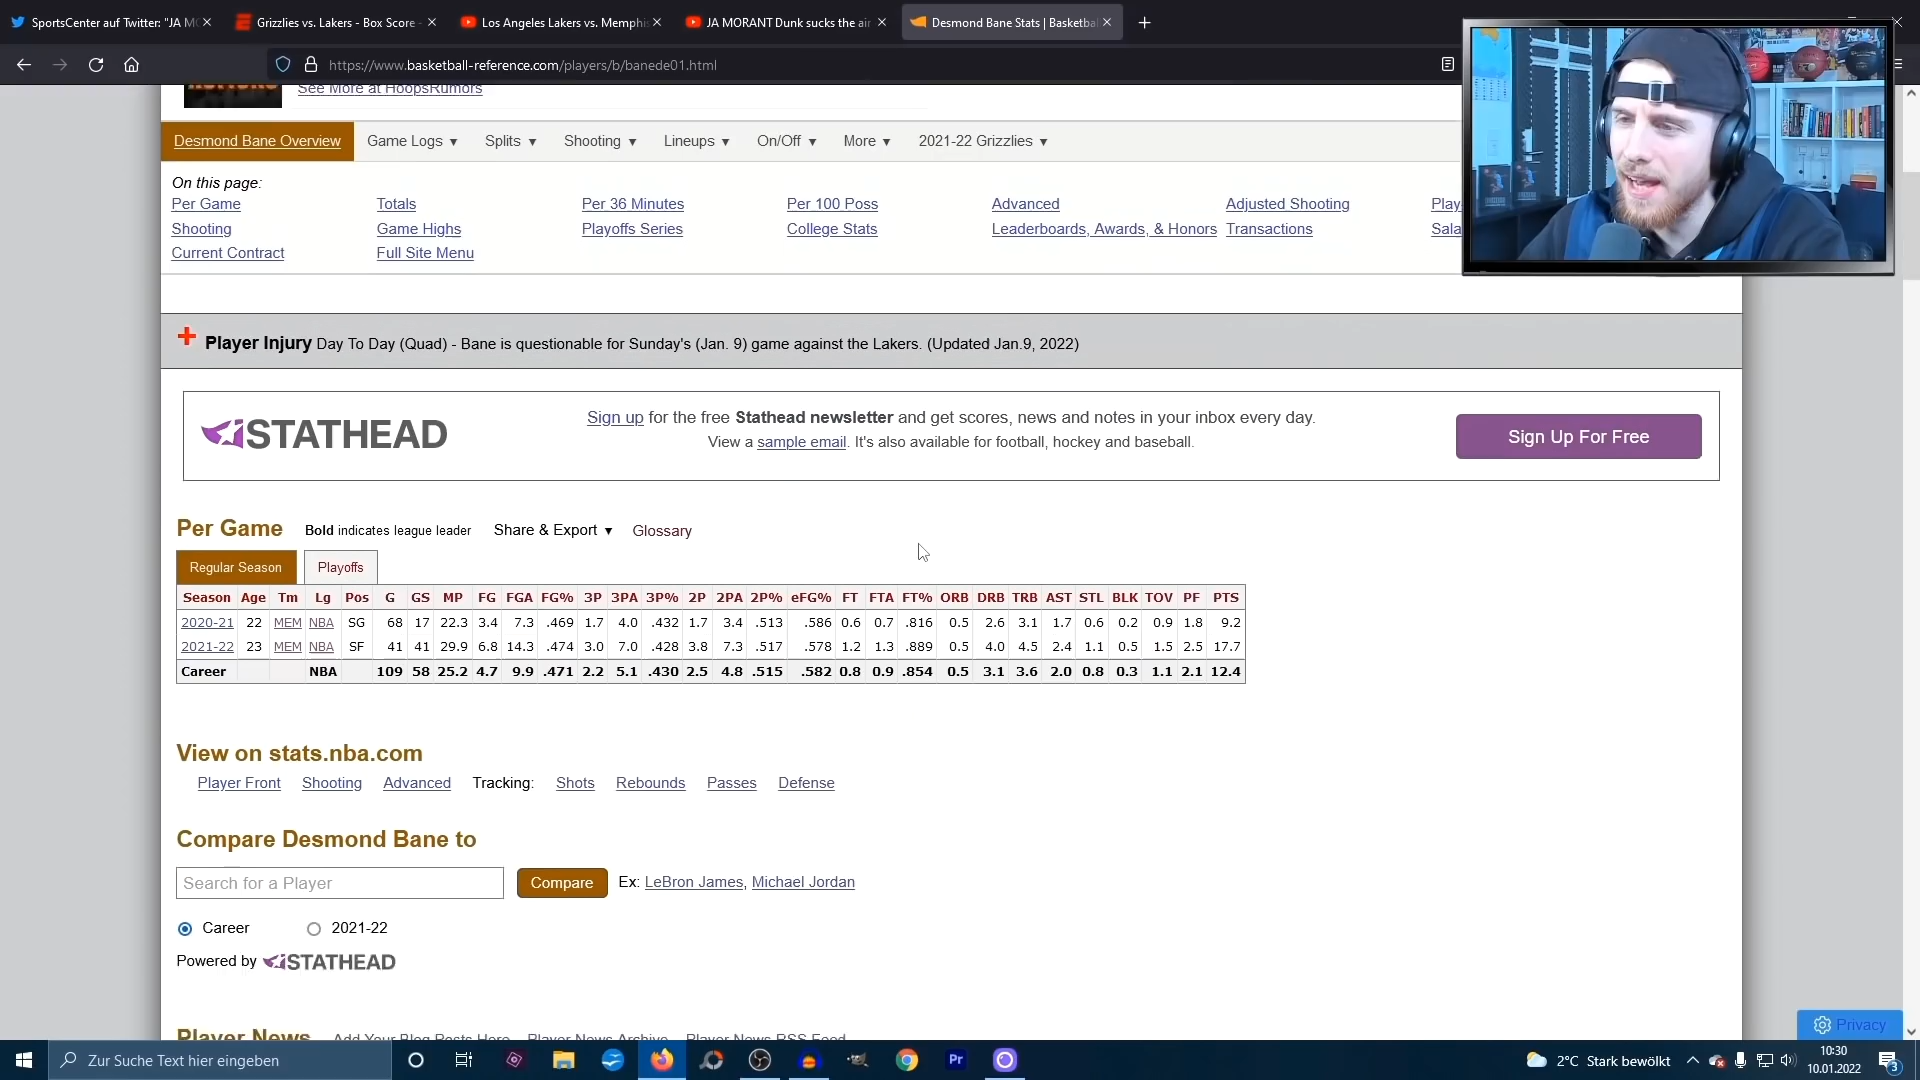 SportsCenter auf Twitter: "JA M
Grizzlies vs. Lakers - Box Score -
Los Angeles Lakers vs. Memphis
JA MORANT Dunk sucks the air
Desmond Bane Stats | Basketba
https://www.basketball-reference.com/players/b/banede01.html
See More at HoopsRumors
Desmond Bane Overview Game Logs ▼ Splits ▼ Shooting ▼ Lineups ▼ On/Off ▼ More ▼ 2021-22 Grizzlies ▼
On this page:
Per Game Totals Per 36 Minutes Per 100 Poss Advanced Adjusted Shooting Play
Shooting Game Highs Playoffs Series College Stats Leaderboards, Awards, & Honors Transactions Sala
Current Contract Full Site Menu
Player Injury Day To Day (Quad) - Bane is questionable for Sunday's (Jan. 9) game against the Lakers. (Updated Jan.9, 2022)
STATHEAD
Sign up for the free Stathead newsletter and get scores, news and notes in your inbox every day.
View a sample email. It's also available for football, hockey and baseball.
Sign Up For Free
Per Game Bold indicates league leader Share & Export ▼ Glossary
Regular Season Playoffs
Season Age Tm Lg Pos G GS MP FG FGA FG% 3P 3PA 3P% 2P 2PA 2P% eFG% FT FTA FT% ORB DRB TRB AST STL BLK TOV PF PTS
2020-21 22 MEM NBA SG 68 17 22.3 3.4 7.3 .469 1.7 4.0 .432 1.7 3.4 .513 .586 0.6 0.7 .816 0.5 2.6 3.1 1.7 0.6 0.2 0.9 1.8 9.2
2021-22 23 MEM NBA SF 41 41 29.9 6.8 14.3 .474 3.0 7.0 .428 3.8 7.3 .517 .578 1.2 1.3 .889 0.5 4.0 4.5 2.4 1.1 0.5 1.5 2.5 17.7
Career NBA 109 58 25.2 4.7 9.9 .471 2.2 5.1 .430 2.5 4.8 .515 .582 0.8 0.9 .854 0.5 3.1 3.6 2.0 0.8 0.3 1.1 2.1 12.4
View on stats.nba.com
Player Front Shooting Advanced Tracking: Shots Rebounds Passes Defense
Compare Desmond Bane to
Search for a Player Compare Ex: LeBron James, Michael Jordan
Career 2021-22
Powered by STATHEAD
Player News Add Your Blog Posts Here Player News Archive Player News RSS Feed
Privacy
Zur Suche Text hier eingeben
Pr
2°C Stark bewölkt
10:30
10.01.2022
3